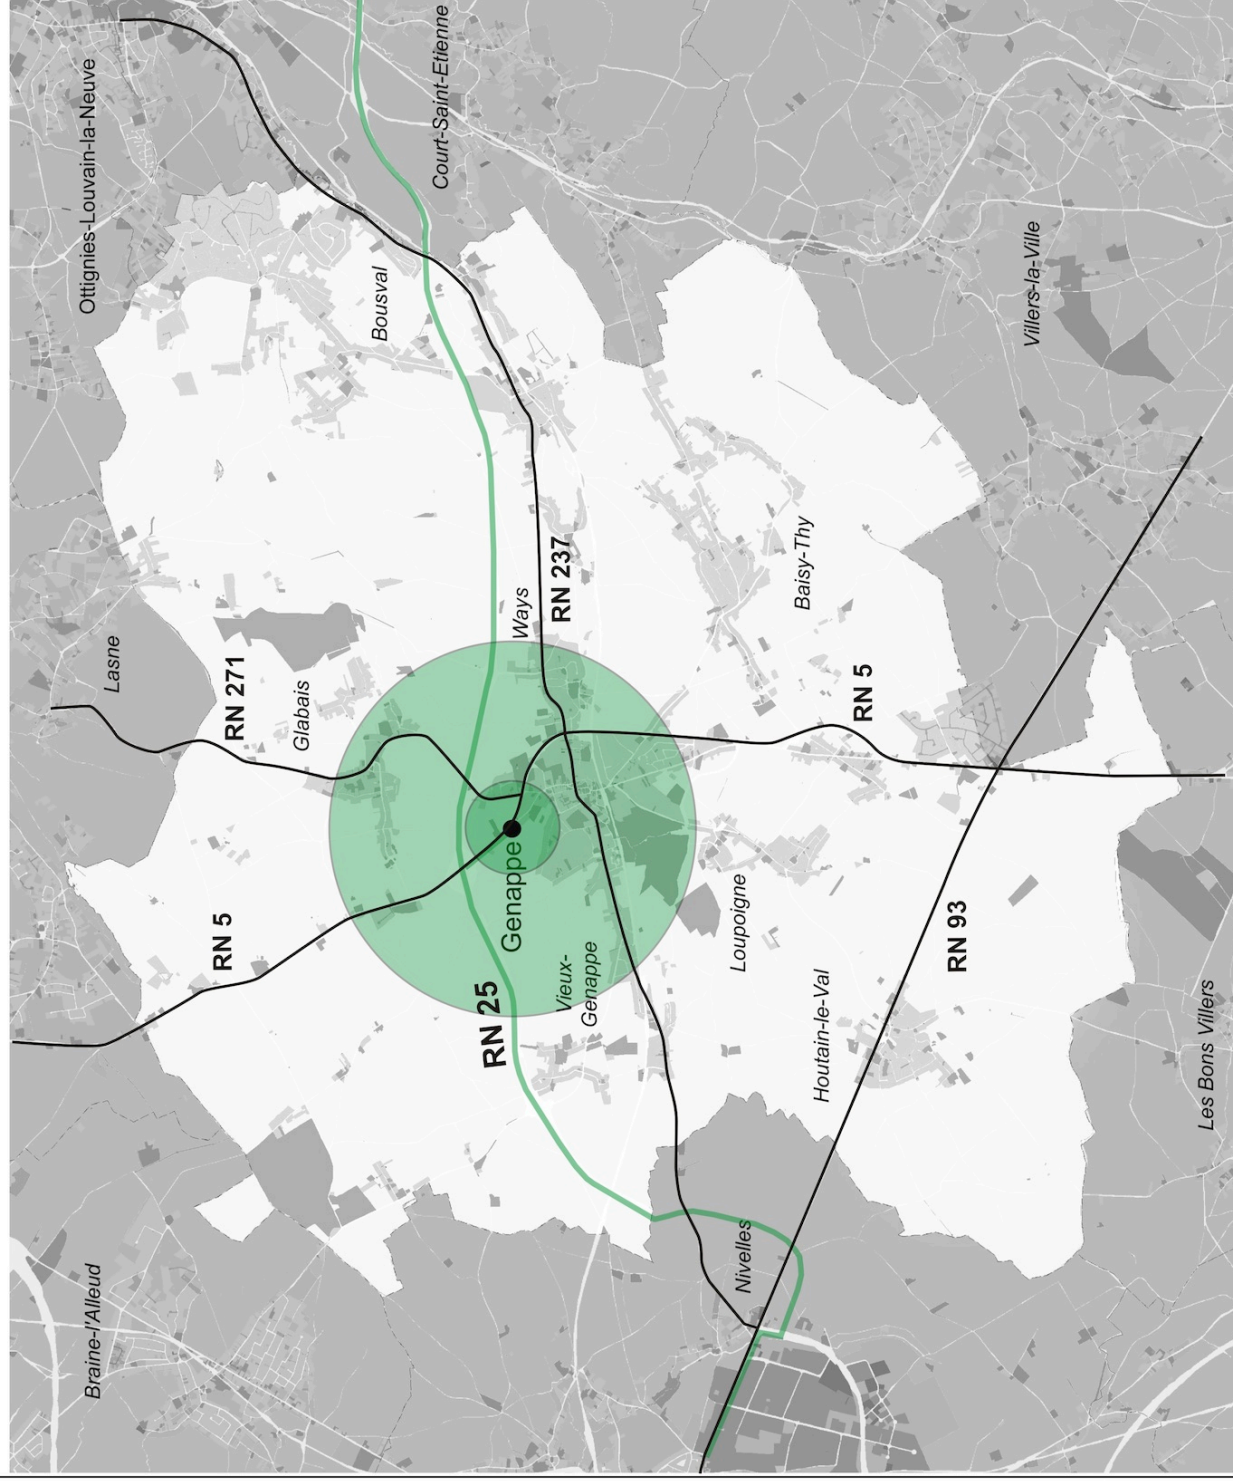 Braine-l'Alleud
Lasne
Ottignies-Louvain-la-Neuve
RN 5
RN 271
Glabais
Bousval
Court-Saint-Etienne
RN 25
Genappe
Ways
RN 237
Vieux-
Genappe
Nivelles
Loupoigne
Houtain-le-Val
Baisy-Thy
RN 5
RN 93
Villers-la-Ville
Les Bons Villers